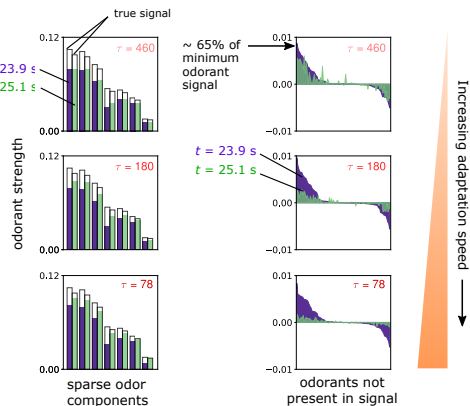 true signal
0.12
τ = 460
23.9 s
25.1 s
0.00
~ 65% of
minimum
odorant
signal
0.01
τ = 460
0.00
−0.01
odorant strength
0.12
τ = 180
0.00
t = 23.9 s
t = 25.1 s
0.01
τ = 180
0.00
−0.01
0.12
τ = 78
0.00
0.01
τ = 78
0.00
−0.01
Increasing adaptation speed
sparse odor
components
odorants not
present in signal